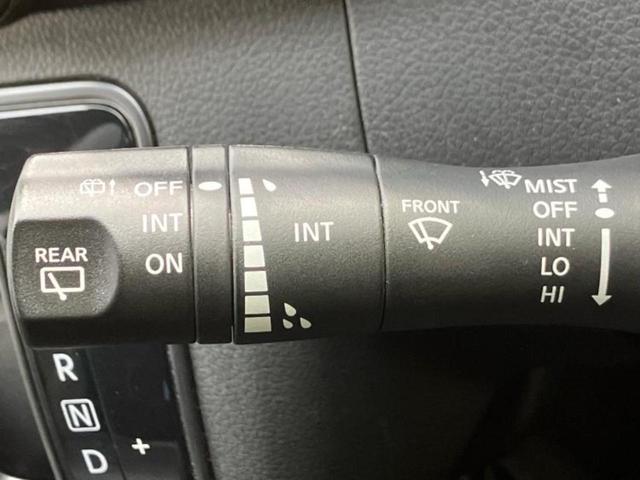 OFF
INT
ON
REAR
INT
FRONT
MIST
OFF
INT
LO
HI
R
N
D
+